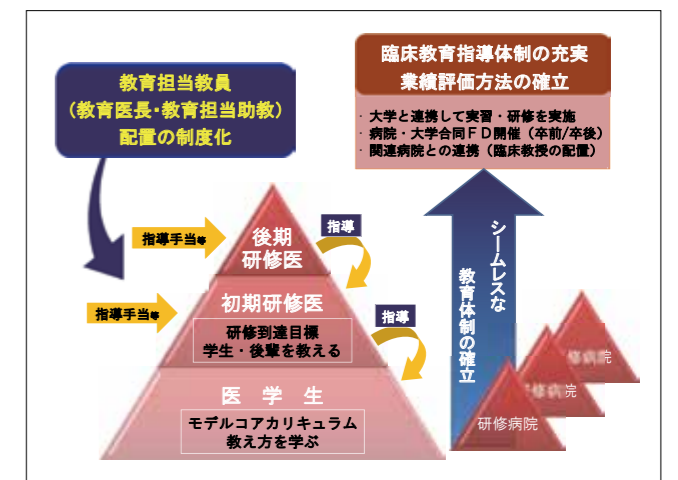 教育担当教員
（教育医長・教育担当助教）
配置の制度化
臨床教育指導体制の充実
業績評価方法の確立
・ 大学と連携して実習・研修を実施
・ 病院・大学合同ＦＤ開催（卒前/卒後）
・ 関連病院との連携（臨床教授の配置）
指導手当等
後期
研修医
指導
指導手当等
初期研修医
研修到達目標
学生・後輩を教える
指導
医 学 生
モデルコアカリキュラム
教え方を学ぶ
シームレスな
教育体制の確立
修病院
研修病院
研修病院